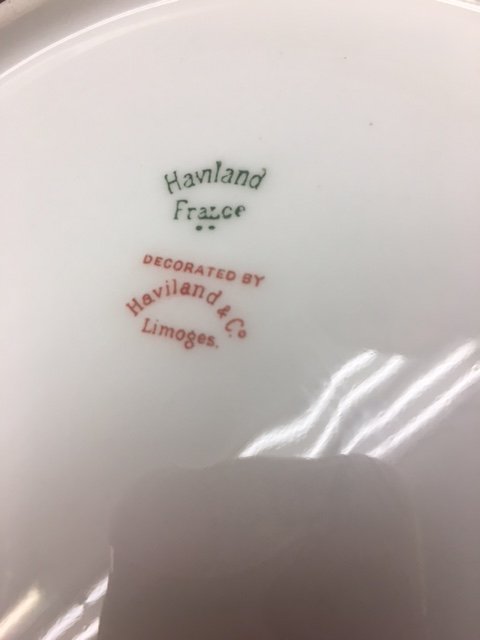 Haviland
France
DECORATED BY
Haviland & Co
Limoges.